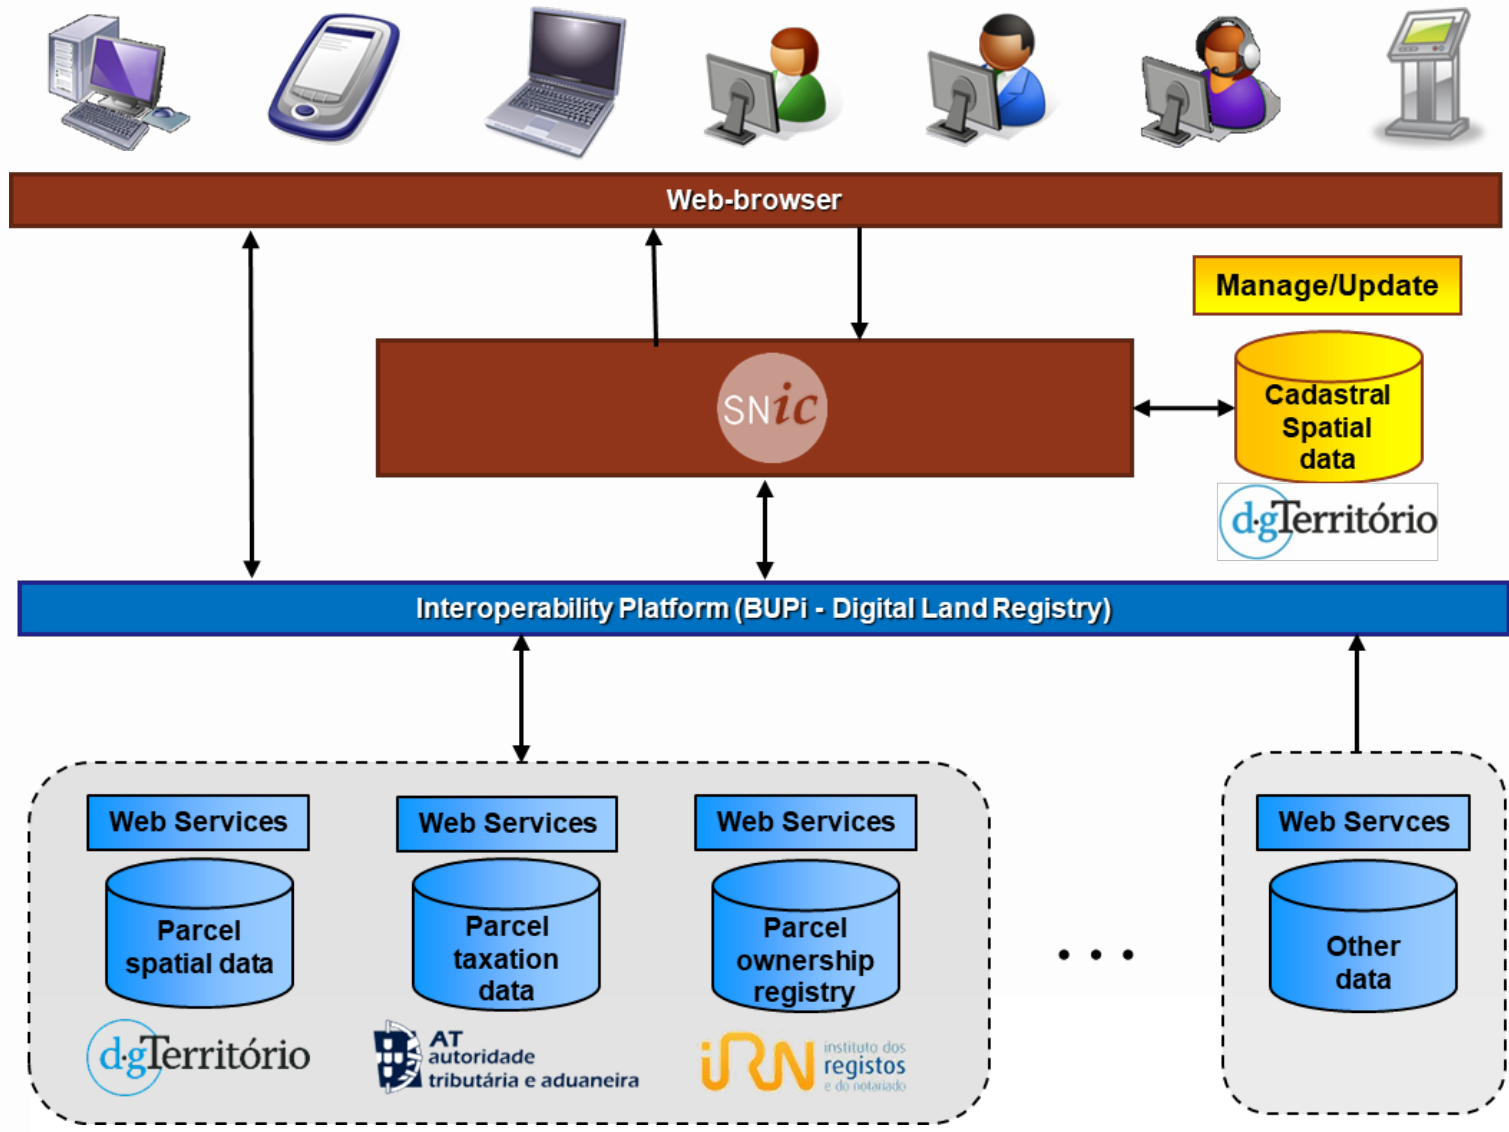 Web-browser
Manage/Update
SNic
Cadastral
Spatial
data
d·gTerritório
Interoperability Platform (BUPi - Digital Land Registry)
Web Services
Web Services
Web Services
Web Servces
Parcel
spatial data
Parcel
taxation
data
Parcel
ownership
registry
. . .
Other
data
d·gTerritório
AT
autoridade
tributária e aduaneira
iRN
instituto dos
registos
e do notariado